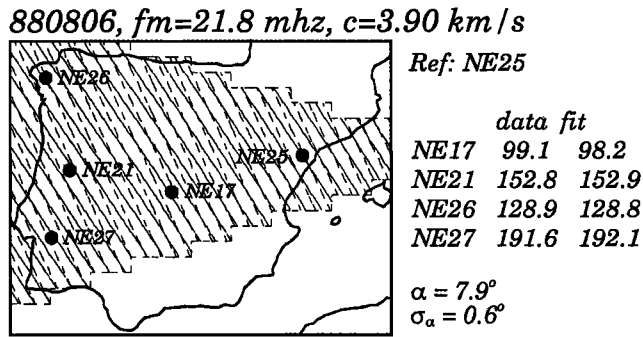 880806, fm=21.8 mhz, c=3.90 km/s
Ref: NE25
NE26
NE25
NE21
NE17
NE27
data fit
NE17 99.1 98.2
NE21 152.8 152.9
NE26 128.9 128.8
NE27 191.6 192.1
α = 7.9°
σα = 0.6°